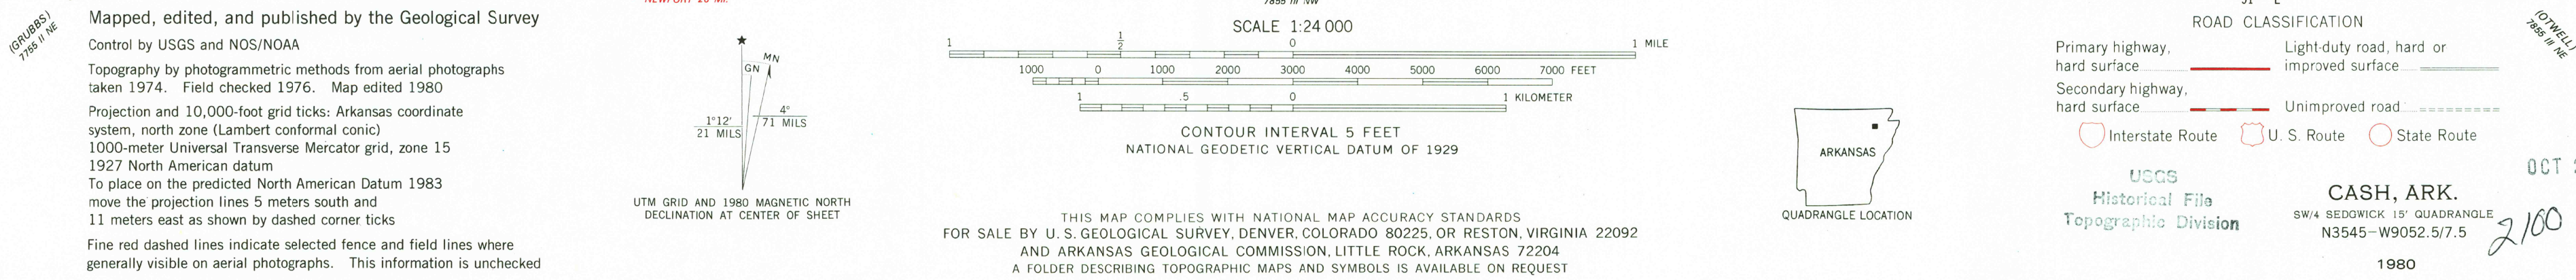 (GRUBBS)
7755 II NE
Mapped, edited, and published by the Geological Survey
Control by USGS and NOS/NOAA
Topography by photogrammetric methods from aerial photographs
taken 1974. Field checked 1976. Map edited 1980
Projection and 10,000-foot grid ticks: Arkansas coordinate
system, north zone (Lambert conformal conic)
1000-meter Universal Transverse Mercator grid, zone 15
1927 North American datum
To place on the predicted North American Datum 1983
move the projection lines 5 meters south and
11 meters east as shown by dashed corner ticks
Fine red dashed lines indicate selected fence and field lines where
generally visible on aerial photographs. This information is unchecked
★
MN
GN
1°12'
21 MILS
4°
71 MILS
UTM GRID AND 1980 MAGNETIC NORTH
DECLINATION AT CENTER OF SHEET
7855 III NW
SCALE 1:24 000
1 1/2 0 1 MILE
1000 0 1000 2000 3000 4000 5000 6000 7000 FEET
1 .5 0 1 KILOMETER
CONTOUR INTERVAL 5 FEET
NATIONAL GEODETIC VERTICAL DATUM OF 1929
THIS MAP COMPLIES WITH NATIONAL MAP ACCURACY STANDARDS
FOR SALE BY U. S. GEOLOGICAL SURVEY, DENVER, COLORADO 80225, OR RESTON, VIRGINIA 22092
AND ARKANSAS GEOLOGICAL COMMISSION, LITTLE ROCK, ARKANSAS 72204
A FOLDER DESCRIBING TOPOGRAPHIC MAPS AND SYMBOLS IS AVAILABLE ON REQUEST
ARKANSAS
QUADRANGLE LOCATION
ROAD CLASSIFICATION
Primary highway,
hard surface
Light-duty road, hard or
improved surface
Secondary highway,
hard surface
Unimproved road
Interstate Route
U. S. Route
State Route
USGS
Historical File
Topographic Division
(OTWELL)
7855 III NE
OCT
CASH, ARK.
SW/4 SEDGWICK 15' QUADRANGLE
N3545–W9052.5/7.5
1980
2100